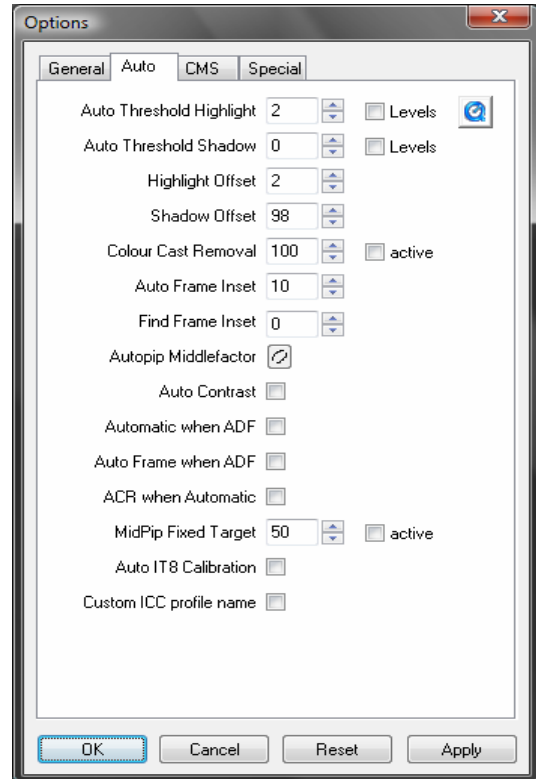 Options
General Auto CMS Special
Auto Threshold Highlight 2 Levels
Auto Threshold Shadow 0 Levels
Highlight Offset 2
Shadow Offset 98
Colour Cast Removal 100 active
Auto Frame Inset 10
Find Frame Inset 0
Autopip Middlefactor
Auto Contrast
Automatic when ADF
Auto Frame when ADF
ACR when Automatic
MidPip Fixed Target 50 active
Auto IT8 Calibration
Custom ICC profile name
OK Cancel Reset Apply